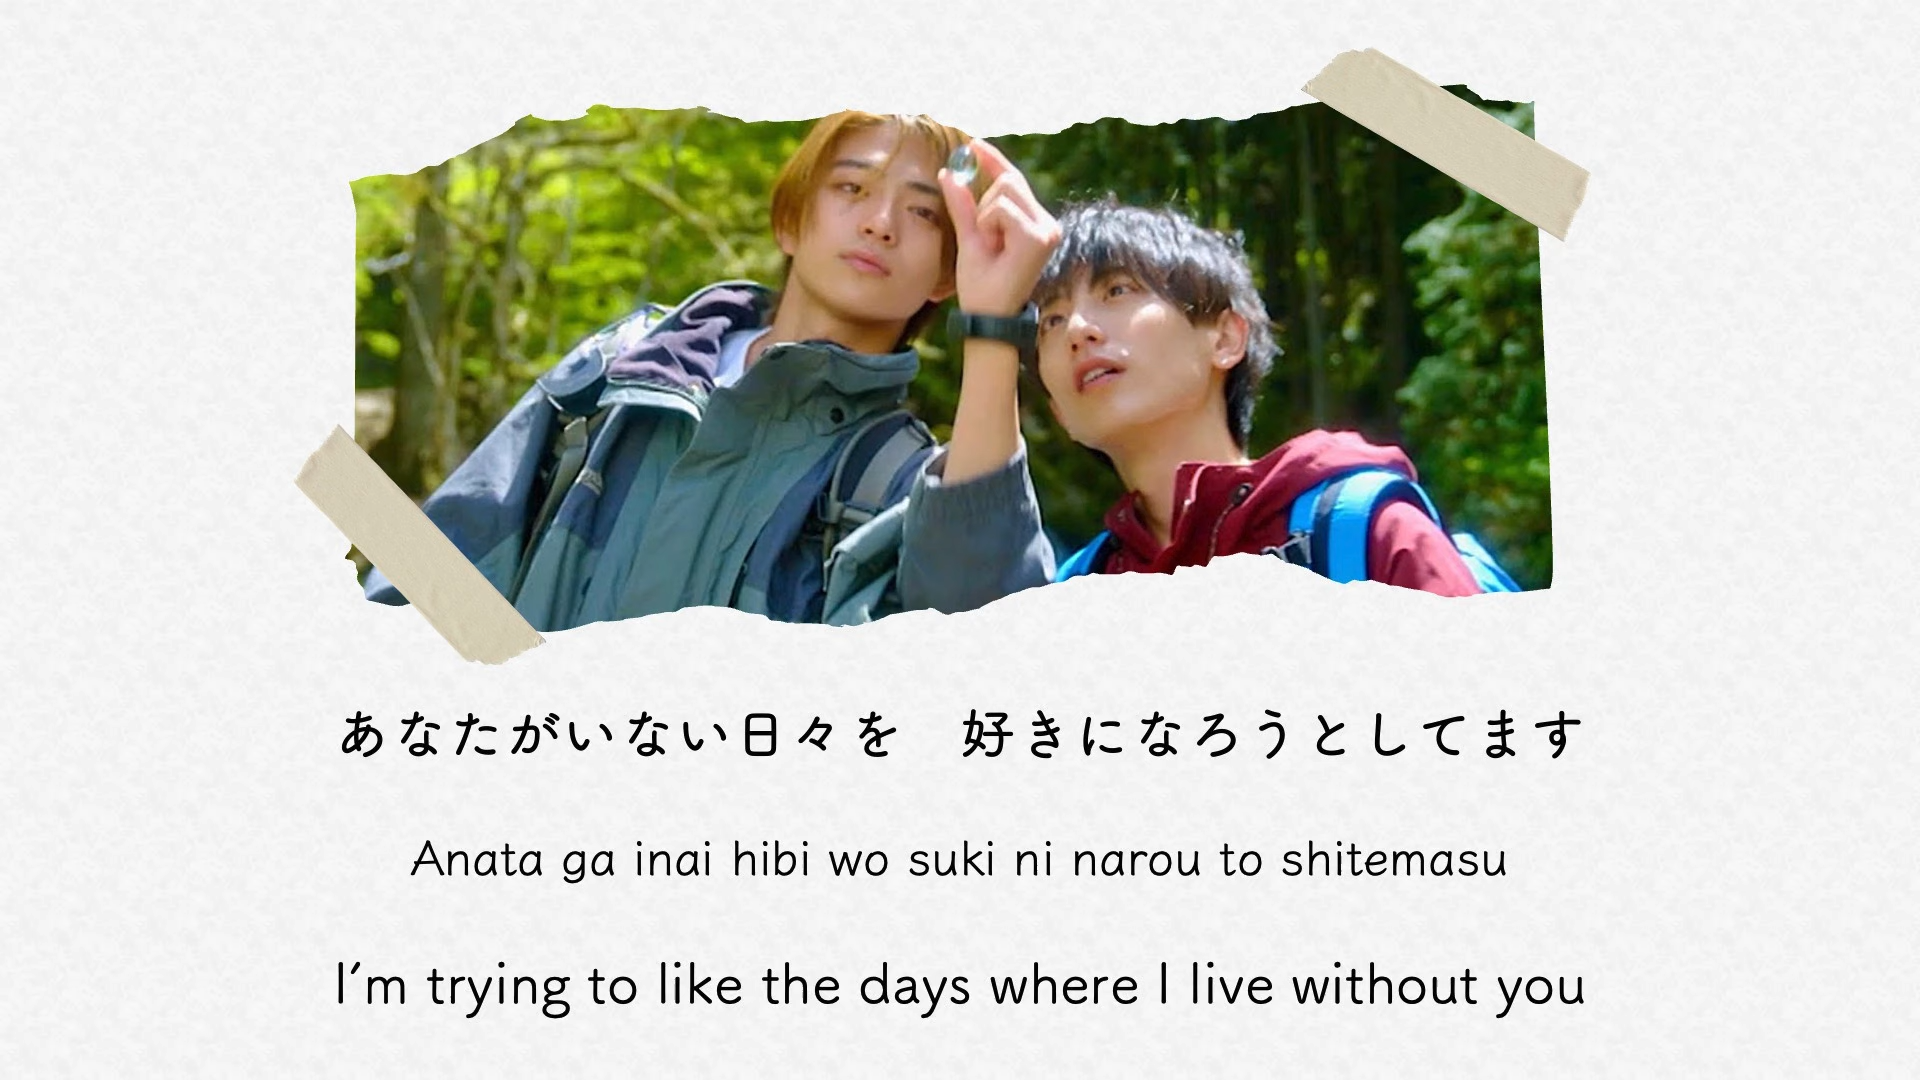 あなたがいない日々を　好きになろうとしてます
Anata ga inai hibi wo suki ni narou to shitemasu
I'm trying to like the days where I live without you